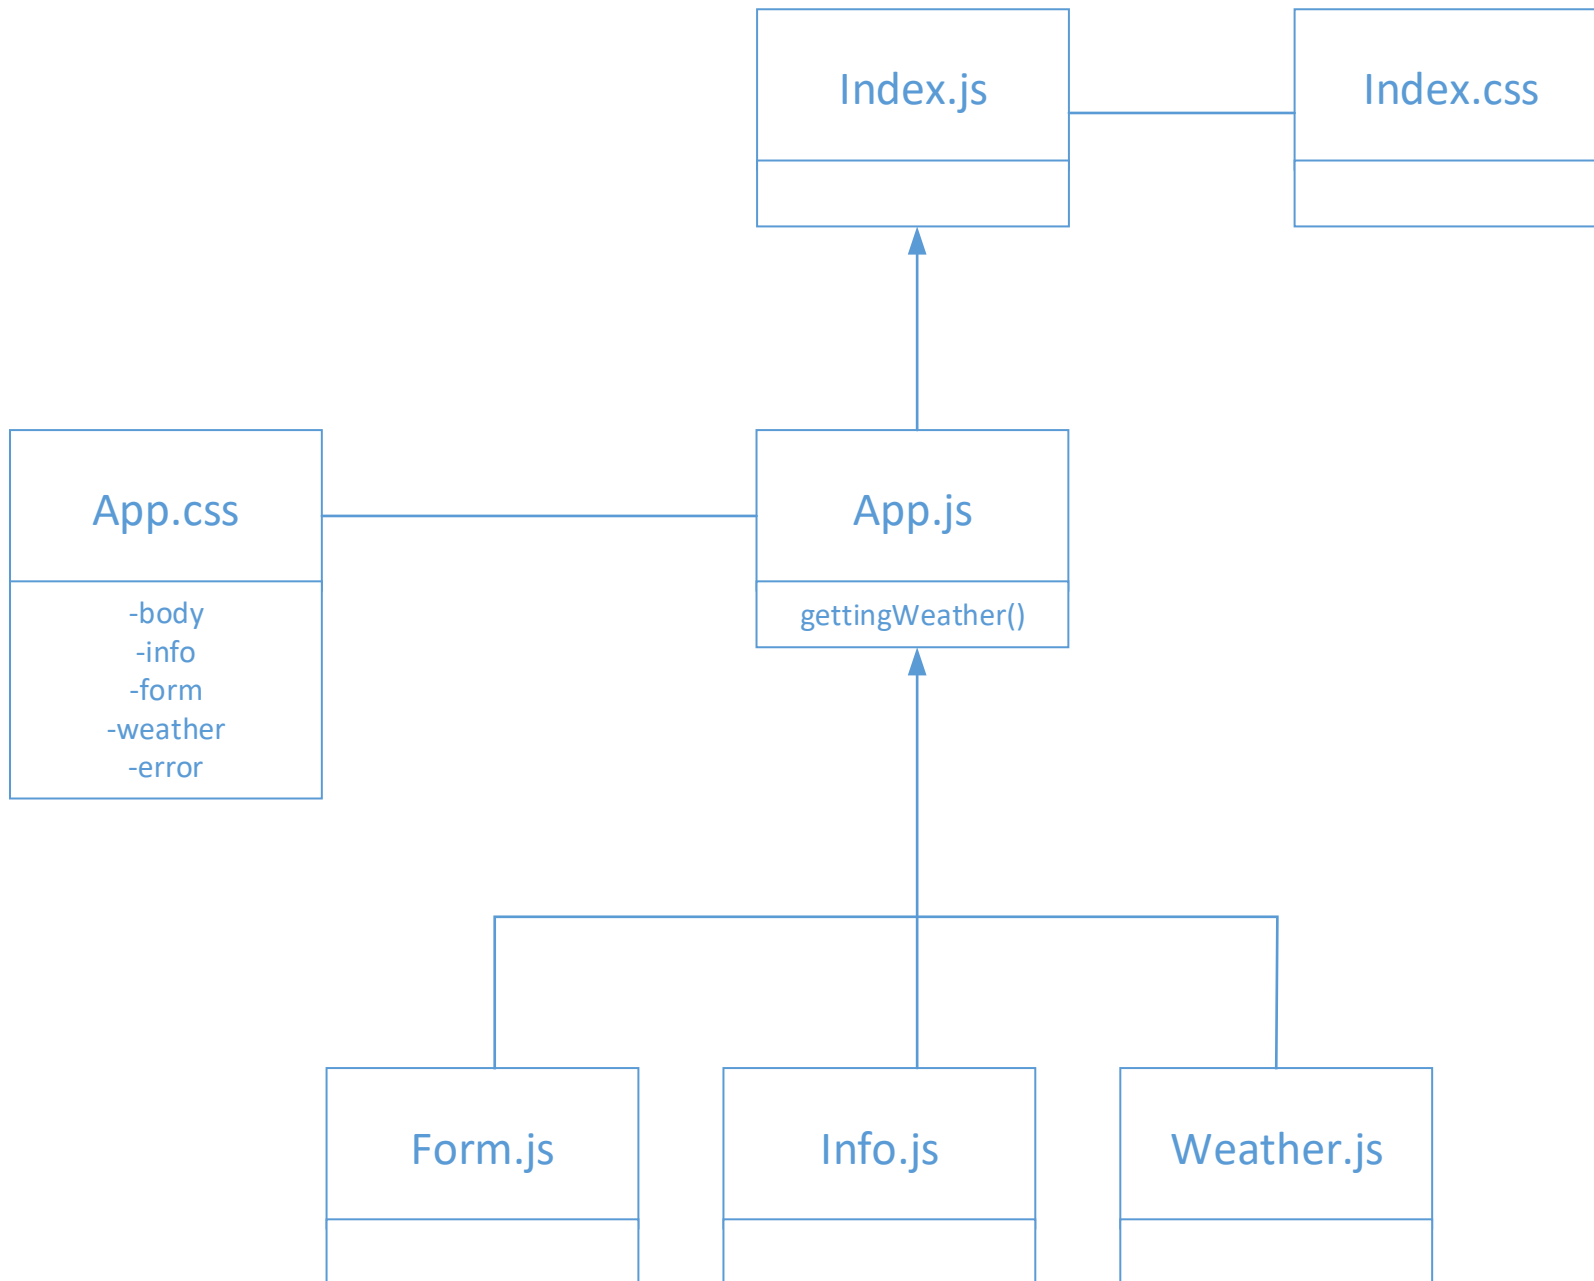 Index.js
Index.css
App.css
-body
-info
-form
-weather
-error
App.js
gettingWeather()
Form.js
Info.js
Weather.js